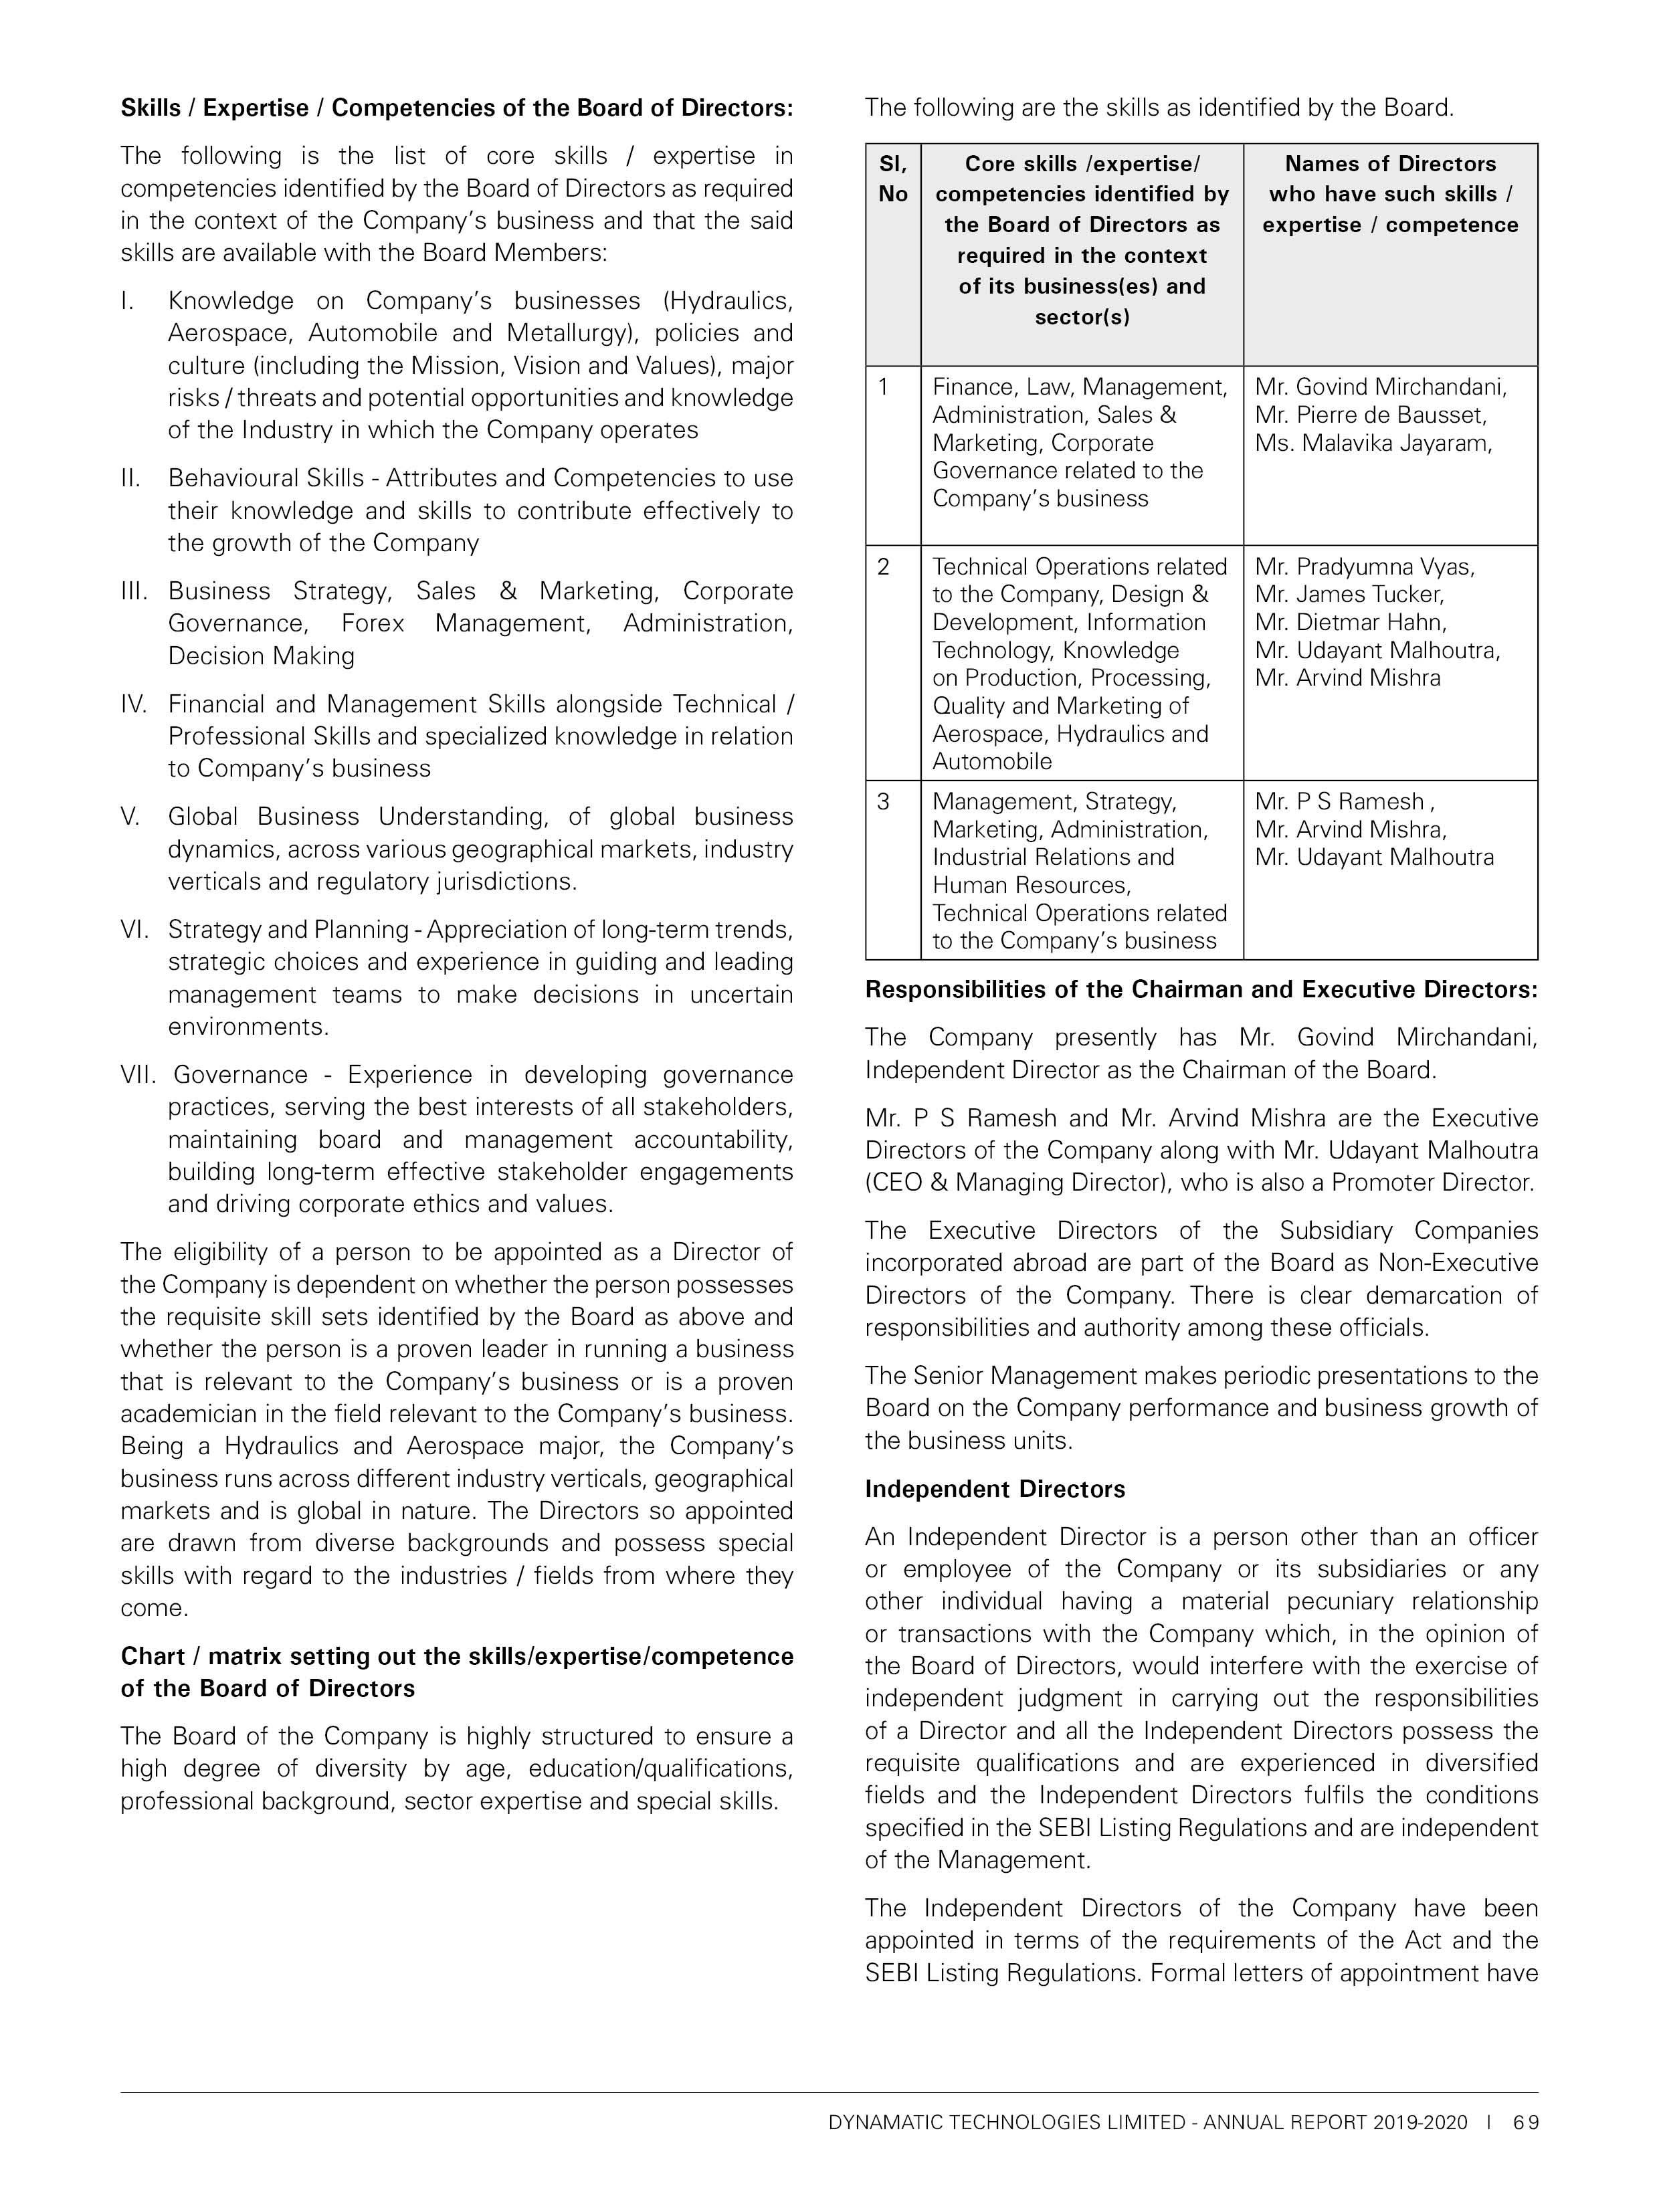 Skills / Expertise / Competencies of the Board of Directors:
The following is the list of core skills / expertise in
competencies identified by the Board of Directors as required
in the context of the Company's business and that the said
skills are available with the Board Members:
I. Knowledge on Company's businesses (Hydraulics,
Aerospace, Automobile and Metallurgy), policies and
culture (including the Mission, Vision and Values), major
risks / threats and potential opportunities and knowledge
of the Industry in which the Company operates
II. Behavioural Skills - Attributes and Competencies to use
their knowledge and skills to contribute effectively to
the growth of the Company
III. Business Strategy, Sales & Marketing, Corporate
Governance, Forex Management, Administration,
Decision Making
IV. Financial and Management Skills alongside Technical /
Professional Skills and specialized knowledge in relation
to Company's business
V. Global Business Understanding, of global business
dynamics, across various geographical markets, industry
verticals and regulatory jurisdictions.
VI. Strategy and Planning - Appreciation of long-term trends,
strategic choices and experience in guiding and leading
management teams to make decisions in uncertain
environments.
VII. Governance - Experience in developing governance
practices, serving the best interests of all stakeholders,
maintaining board and management accountability,
building long-term effective stakeholder engagements
and driving corporate ethics and values.
The eligibility of a person to be appointed as a Director of
the Company is dependent on whether the person possesses
the requisite skill sets identified by the Board as above and
whether the person is a proven leader in running a business
that is relevant to the Company's business or is a proven
academician in the field relevant to the Company's business.
Being a Hydraulics and Aerospace major, the Company's
business runs across different industry verticals, geographical
markets and is global in nature. The Directors so appointed
are drawn from diverse backgrounds and possess special
skills with regard to the industries / fields from where they
come.
Chart / matrix setting out the skills/expertise/competence
of the Board of Directors
The Board of the Company is highly structured to ensure a
high degree of diversity by age, education/qualifications,
professional background, sector expertise and special skills.
The following are the skills as identified by the Board.
Sl,
No
Core skills /expertise/
competencies identified by
the Board of Directors as
required in the context
of its business(es) and
sector(s)
Names of Directors
who have such skills /
expertise / competence
1
Finance, Law, Management,
Administration, Sales &
Marketing, Corporate
Governance related to the
Company's business
Mr. Govind Mirchandani,
Mr. Pierre de Bausset,
Ms. Malavika Jayaram,
2
Technical Operations related
to the Company, Design &
Development, Information
Technology, Knowledge
on Production, Processing,
Quality and Marketing of
Aerospace, Hydraulics and
Automobile
Mr. Pradyumna Vyas,
Mr. James Tucker,
Mr. Dietmar Hahn,
Mr. Udayant Malhoutra,
Mr. Arvind Mishra
3
Management, Strategy,
Marketing, Administration,
Industrial Relations and
Human Resources,
Technical Operations related
to the Company's business
Mr. P S Ramesh ,
Mr. Arvind Mishra,
Mr. Udayant Malhoutra
Responsibilities of the Chairman and Executive Directors:
The Company presently has Mr. Govind Mirchandani,
Independent Director as the Chairman of the Board.
Mr. P S Ramesh and Mr. Arvind Mishra are the Executive
Directors of the Company along with Mr. Udayant Malhoutra
(CEO & Managing Director), who is also a Promoter Director.
The Executive Directors of the Subsidiary Companies
incorporated abroad are part of the Board as Non-Executive
Directors of the Company. There is clear demarcation of
responsibilities and authority among these officials.
The Senior Management makes periodic presentations to the
Board on the Company performance and business growth of
the business units.
Independent Directors
An Independent Director is a person other than an officer
or employee of the Company or its subsidiaries or any
other individual having a material pecuniary relationship
or transactions with the Company which, in the opinion of
the Board of Directors, would interfere with the exercise of
independent judgment in carrying out the responsibilities
of a Director and all the Independent Directors possess the
requisite qualifications and are experienced in diversified
fields and the Independent Directors fulfils the conditions
specified in the SEBI Listing Regulations and are independent
of the Management.
The Independent Directors of the Company have been
appointed in terms of the requirements of the Act and the
SEBI Listing Regulations. Formal letters of appointment have
DYNAMATIC TECHNOLOGIES LIMITED - ANNUAL REPORT 2019-2020 I 69